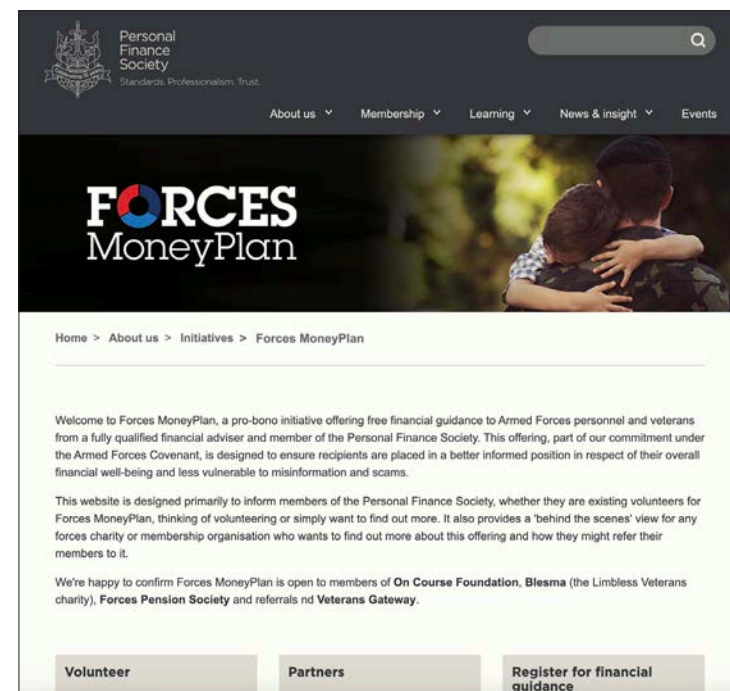 Personal
Finance
Society
Standards. Professionalism. Trust.
About us
Membership
Learning
News & insight
Events
FORCES
MoneyPlan
Home > About us > Initiatives > Forces MoneyPlan
Welcome to Forces MoneyPlan, a pro-bono initiative offering free financial guidance to Armed Forces personnel and veterans
from a fully qualified financial adviser and member of the Personal Finance Society. This offering, part of our commitment under
the Armed Forces Covenant, is designed to ensure recipients are placed in a better informed position in respect of their overall
financial well-being and less vulnerable to misinformation and scams.
This website is designed primarily to inform members of the Personal Finance Society, whether they are existing volunteers for
Forces MoneyPlan, thinking of volunteering or simply want to find out more. It also provides a 'behind the scenes' view for any
forces charity or membership organisation who wants to find out more about this offering and how they might refer their
members to it.
We're happy to confirm Forces MoneyPlan is open to members of On Course Foundation, Blesma (the Limbless Veterans
charity), Forces Pension Society and referrals nd Veterans Gateway.
Volunteer
Partners
Register for financial
guidance